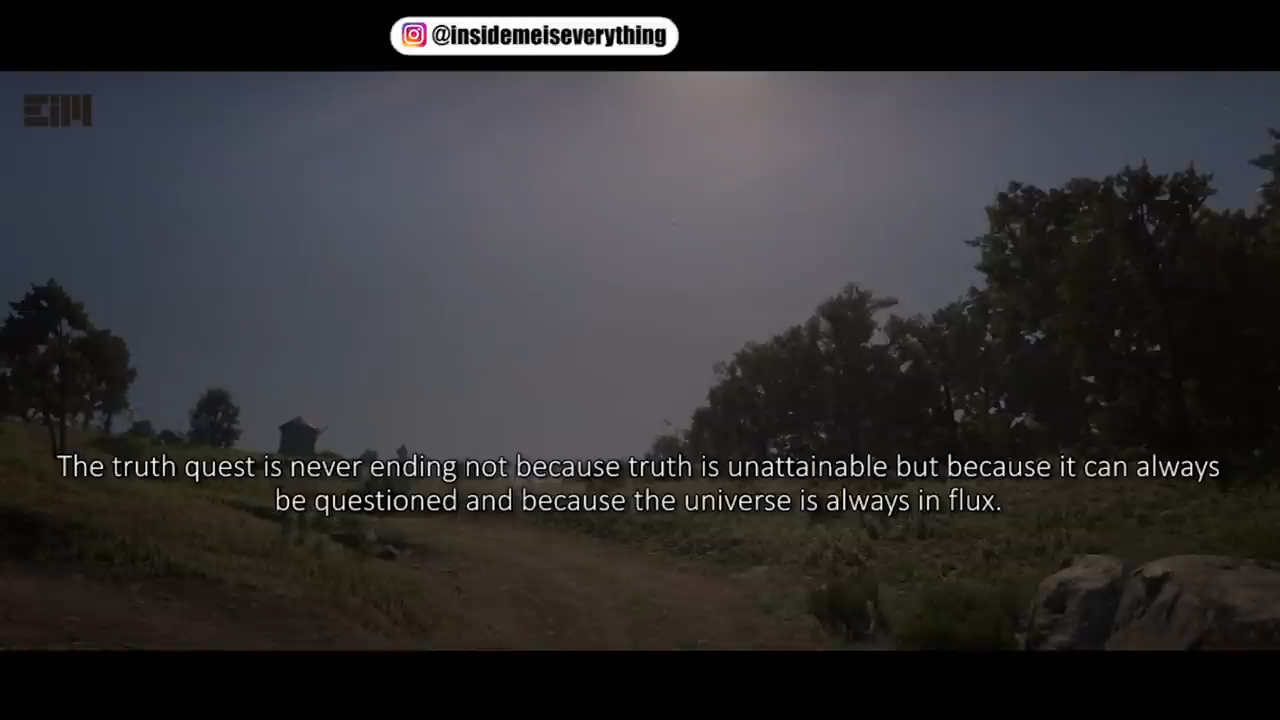 @insidemeiseverything
EiM
The truth quest is never ending not because truth is unattainable but because it can always
be questioned and because the universe is always in flux.